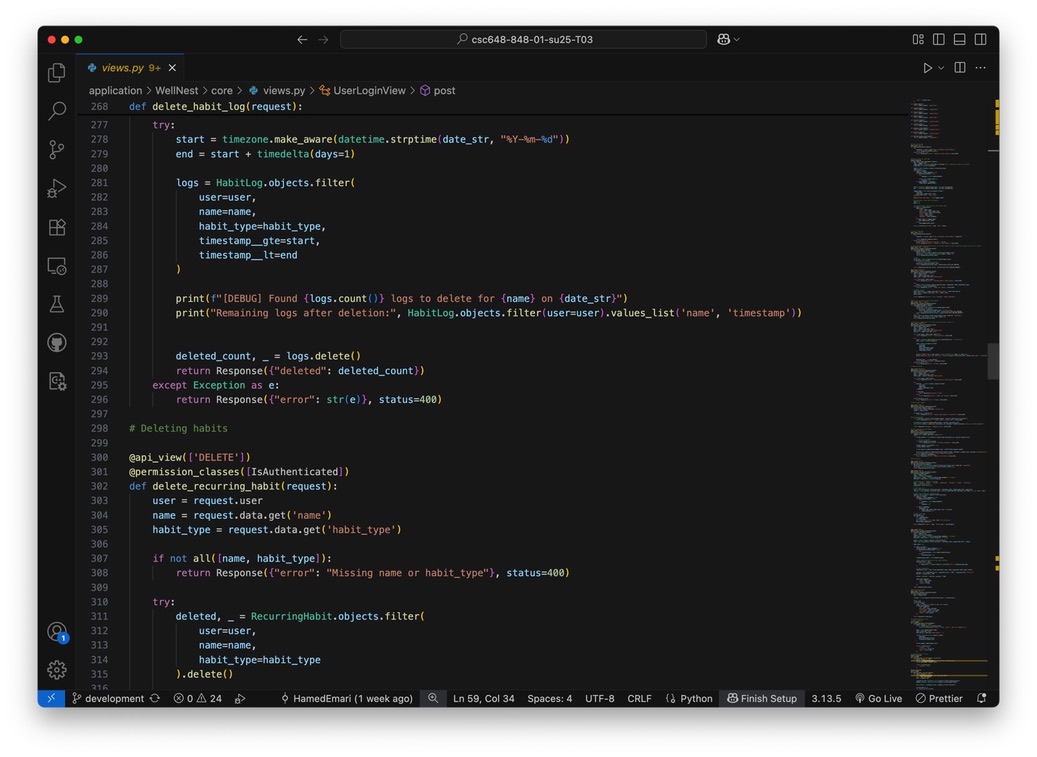 csc648-848-01-su25-T03
views.py 9+
application > WellNest > core > views.py > UserLoginView > post
268 def delete_habit_log(request):
277 try:
278 start = timezone.make_aware(datetime.strptime(date_str, "%Y-%m-%d"))
279 end = start + timedelta(days=1)
280
281 logs = HabitLog.objects.filter(
282 user=user,
283 name=name,
284 habit_type=habit_type,
285 timestamp__gte=start,
286 timestamp__lt=end
287 )
288
289 print(f"[DEBUG] Found {logs.count()} logs to delete for {name} on {date_str}")
290 print("Remaining logs after deletion:", HabitLog.objects.filter(user=user).values_list('name', 'timestamp'))
291
292
293 deleted_count, _ = logs.delete()
294 return Response({"deleted": deleted_count})
295 except Exception as e:
296 return Response({"error": str(e)}, status=400)
297
298 # Deleting habits
299
300 @api_view(['DELETE'])
301 @permission_classes([IsAuthenticated])
302 def delete_recurring_habit(request):
303 user = request.user
304 name = request.data.get('name')
305 habit_type = request.data.get('habit_type')
306
307 if not all([name, habit_type]):
308 return Response({"error": "Missing name or habit_type"}, status=400)
309
310 try:
311 deleted, _ = RecurringHabit.objects.filter(
312 user=user,
313 name=name,
314 habit_type=habit_type
315 ).delete()
316
1
development 0 24 HamedEmari (1 week ago) Ln 59, Col 34 Spaces: 4 UTF-8 CRLF Python Finish Setup 3.13.5 Go Live Prettier